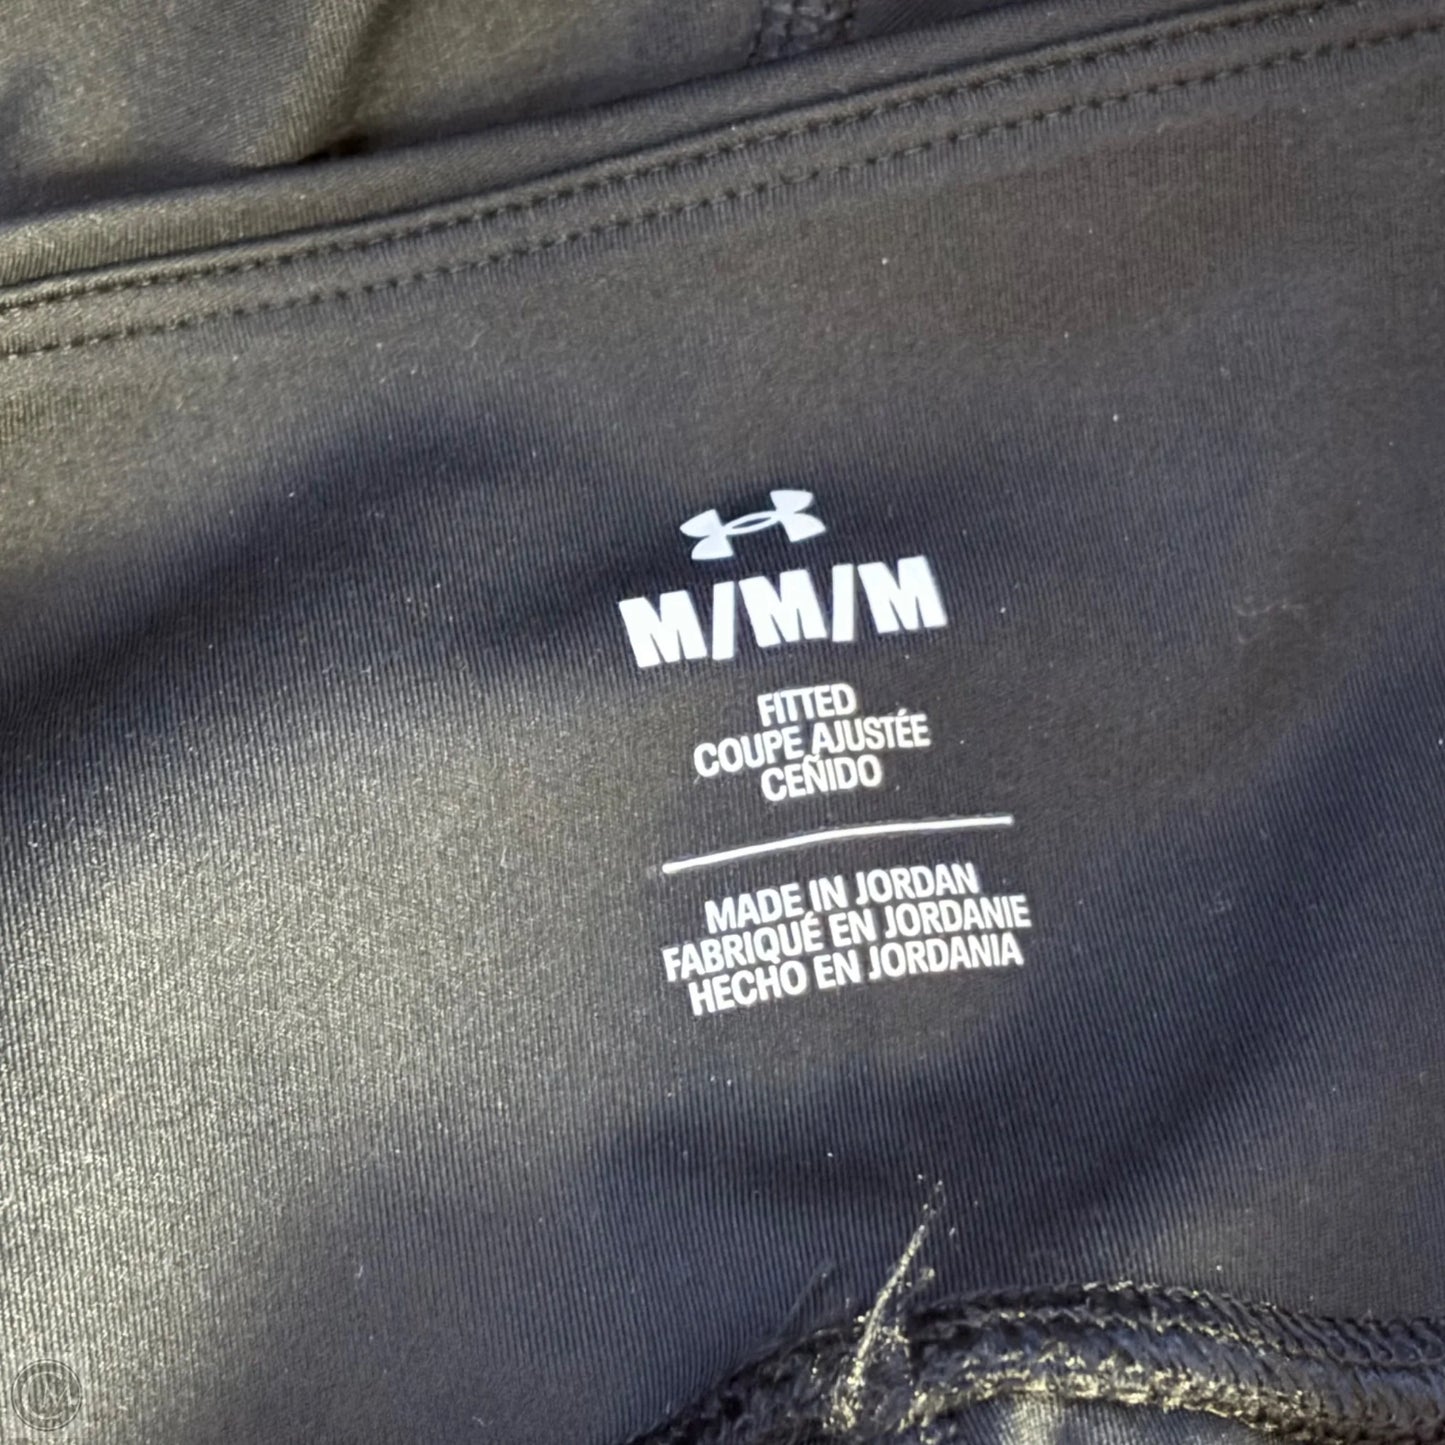 M/M/M
FITTED
COUPE AJUSTÉE
CEÑIDO
MADE IN JORDAN
FABRIQUÉ EN JORDANIE
HECHO EN JORDANIA